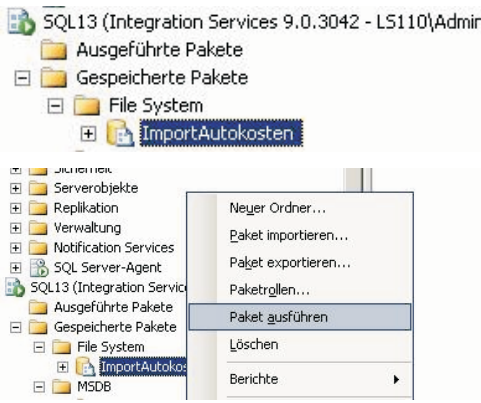 SQL13 (Integration Services 9.0.3042 - LS110\Admin
Ausgeführte Pakete
Gespeicherte Pakete
File System
ImportAutokosten
Sicherheit
Serverobjekte
Replikation
Verwaltung
Notification Services
SQL Server-Agent
SQL13 (Integration Service
Ausgeführte Pakete
Gespeicherte Pakete
File System
ImportAutokos
MSDB
Neuer Ordner...
Paket importieren...
Paket exportieren...
Paketrollen...
Paket ausführen
Löschen
Berichte